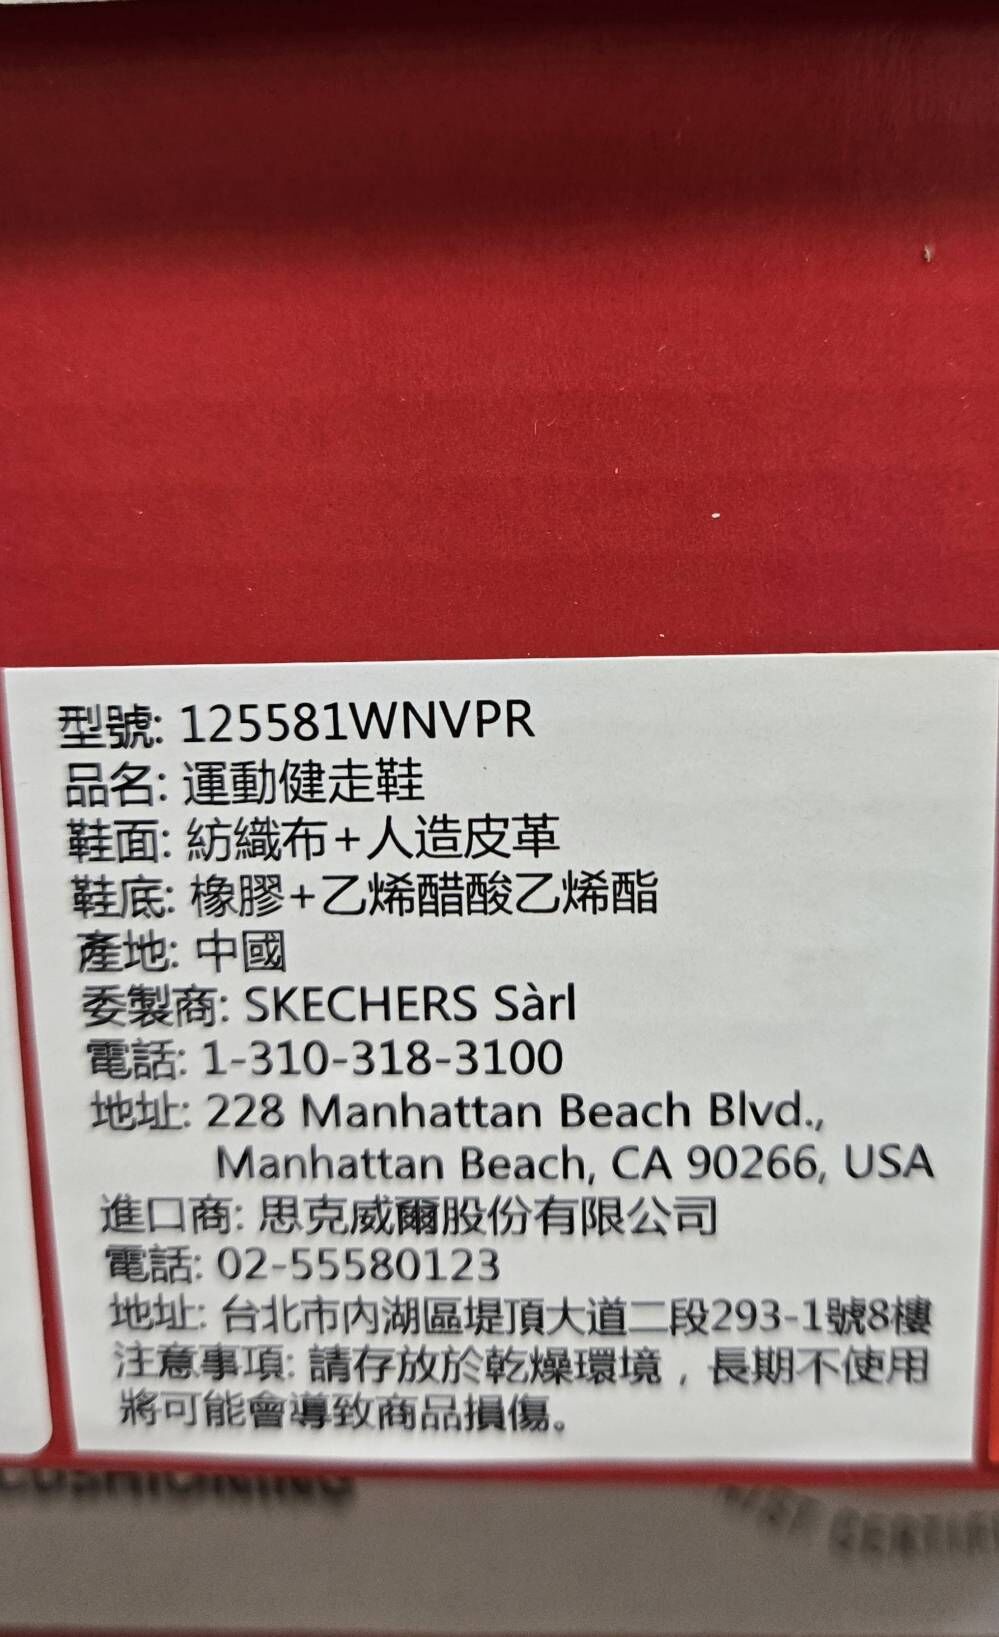 型號: 125581WNVPR
品名: 運動健走鞋
鞋面: 紡織布+人造皮革
鞋底: 橡膠+乙烯醋酸乙烯酯
產地: 中國
委製商: SKECHERS Sàrl
電話: 1-310-318-3100
地址: 228 Manhattan Beach Blvd.,
Manhattan Beach, CA 90266, USA
進口商: 思克威爾股份有限公司
電話: 02-55580123
地址: 台北市內湖區堤頂大道二段293-1號8樓
注意事項: 請存放於乾燥環境，長期不使用
將可能會導致商品損傷。
CUSHIONING